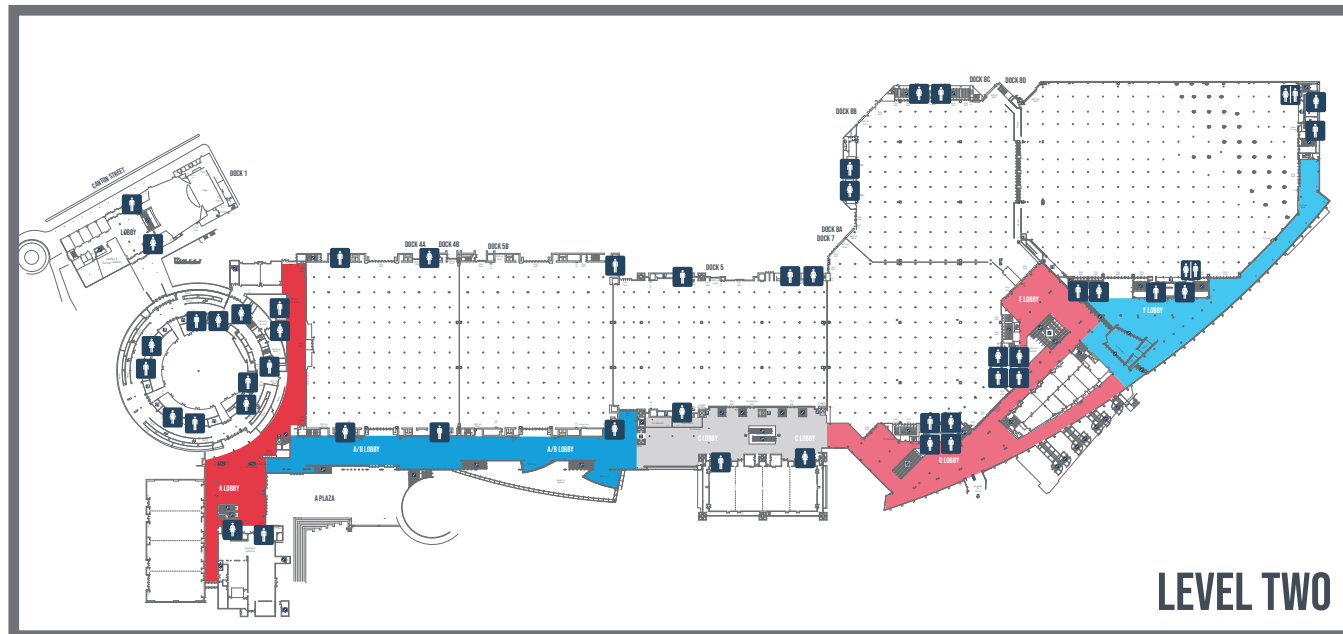 DOCK 8C
DOCK 8D
DOCK 8B
CANTON STREET
DOCK 1
LOBBY
DOCK 8A
DOCK 7
DOCK 4A
DOCK 4B
DOCK 5B
DOCK 5
E LOBBY
F LOBBY
C LOBBY
C LOBBY
A/B LOBBY
A/B LOBBY
D LOBBY
A LOBBY
A PLAZA
LEVEL TWO